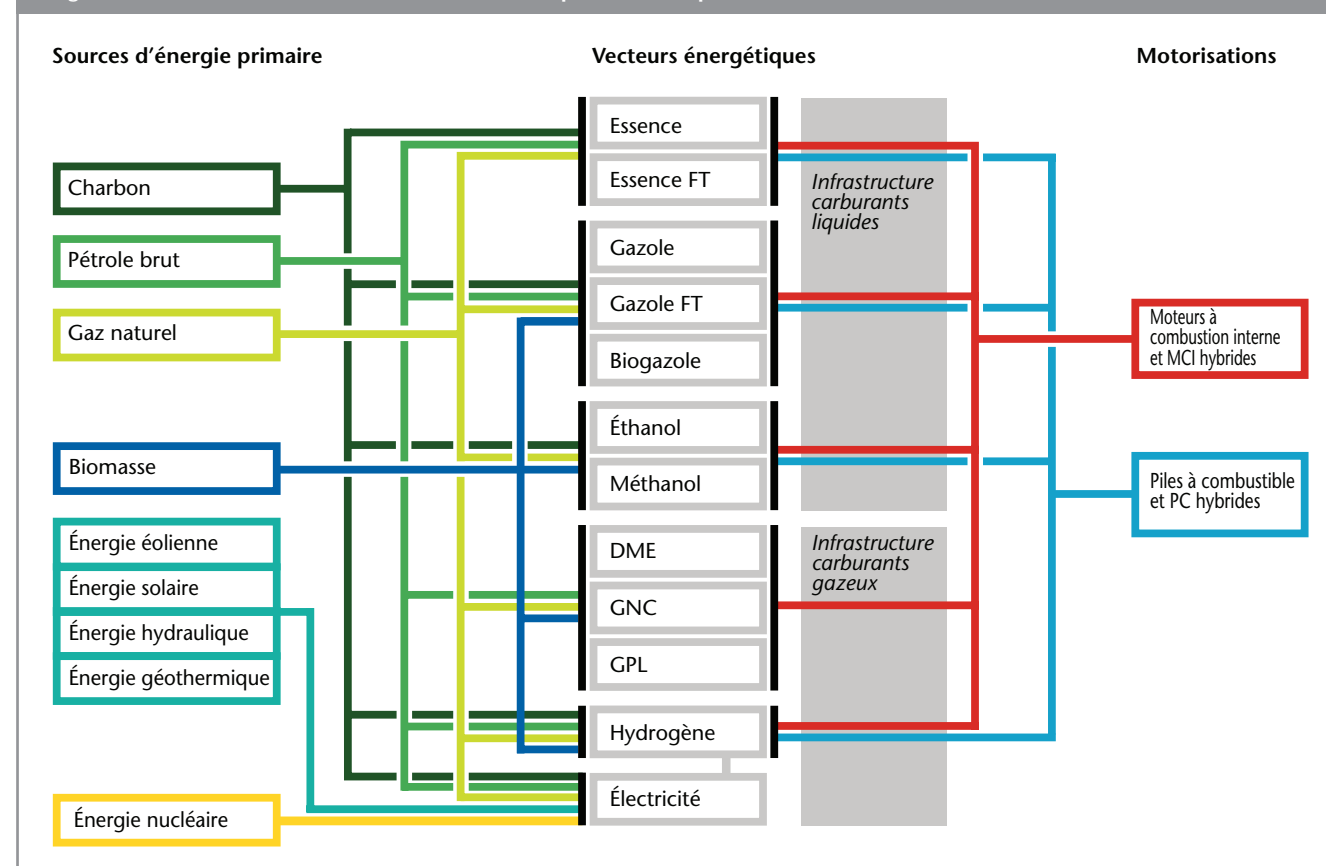 Sources d'énergie primaire
Vecteurs énergétiques
Motorisations
Charbon
Pétrole brut
Gaz naturel
Biomasse
Énergie éolienne
Énergie solaire
Énergie hydraulique
Énergie géothermique
Énergie nucléaire
Essence
Essence FT
Gazole
Gazole FT
Biogazole
Éthanol
Méthanol
DME
GNC
GPL
Hydrogène
Électricité
Infrastructure
carburants
liquides
Infrastructure
carburants
gazeux
Moteurs à
combustion interne
et MCI hybrides
Piles à combustible
et PC hybrides